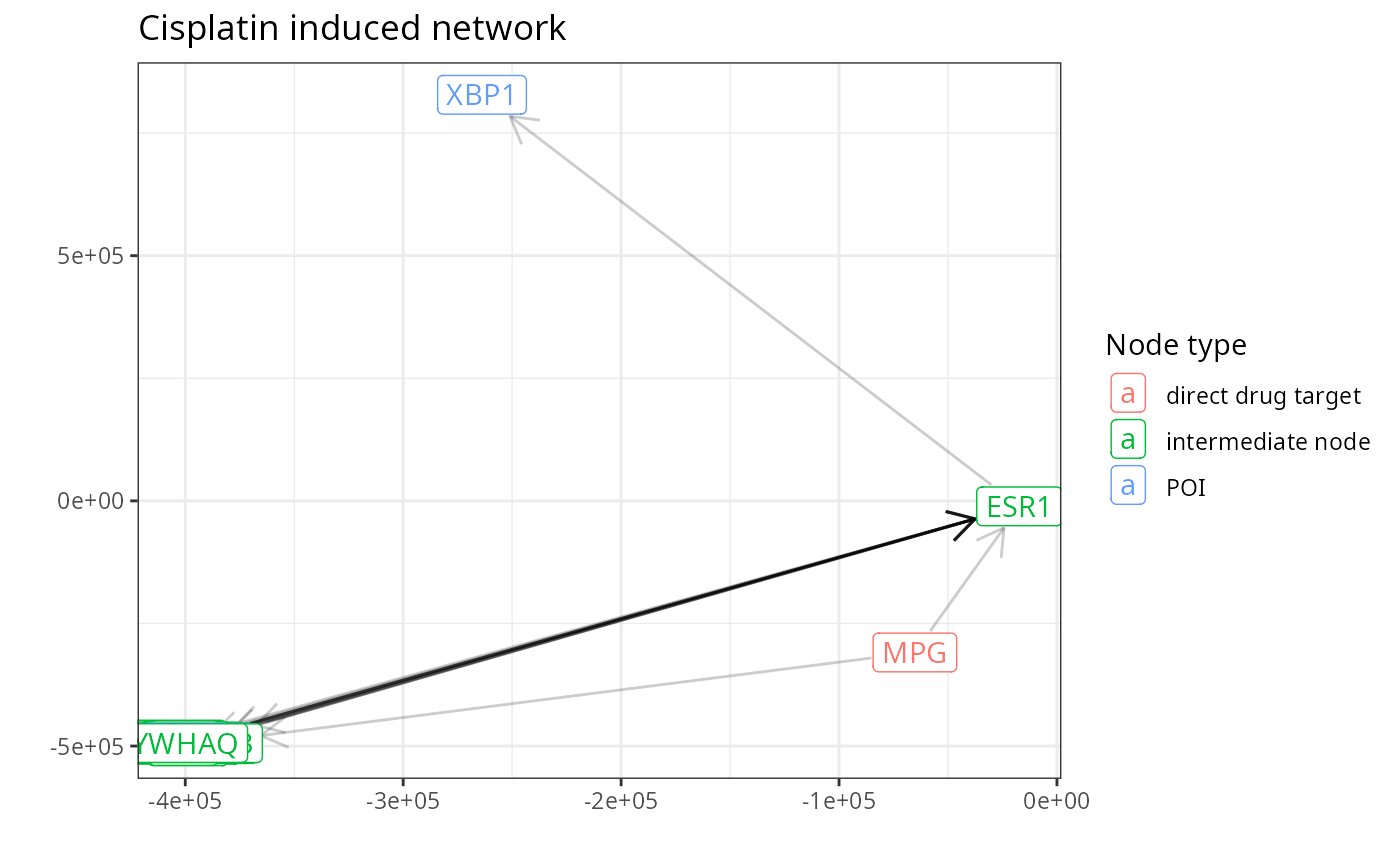 Cisplatin induced network
XBP1
5e+05
Node type
a direct drug target
a intermediate node
a POI
0e+00
ESR1
MPG
-5e+05
YWHAQ
-4e+05 -3e+05 -2e+05 -1e+05 0e+00